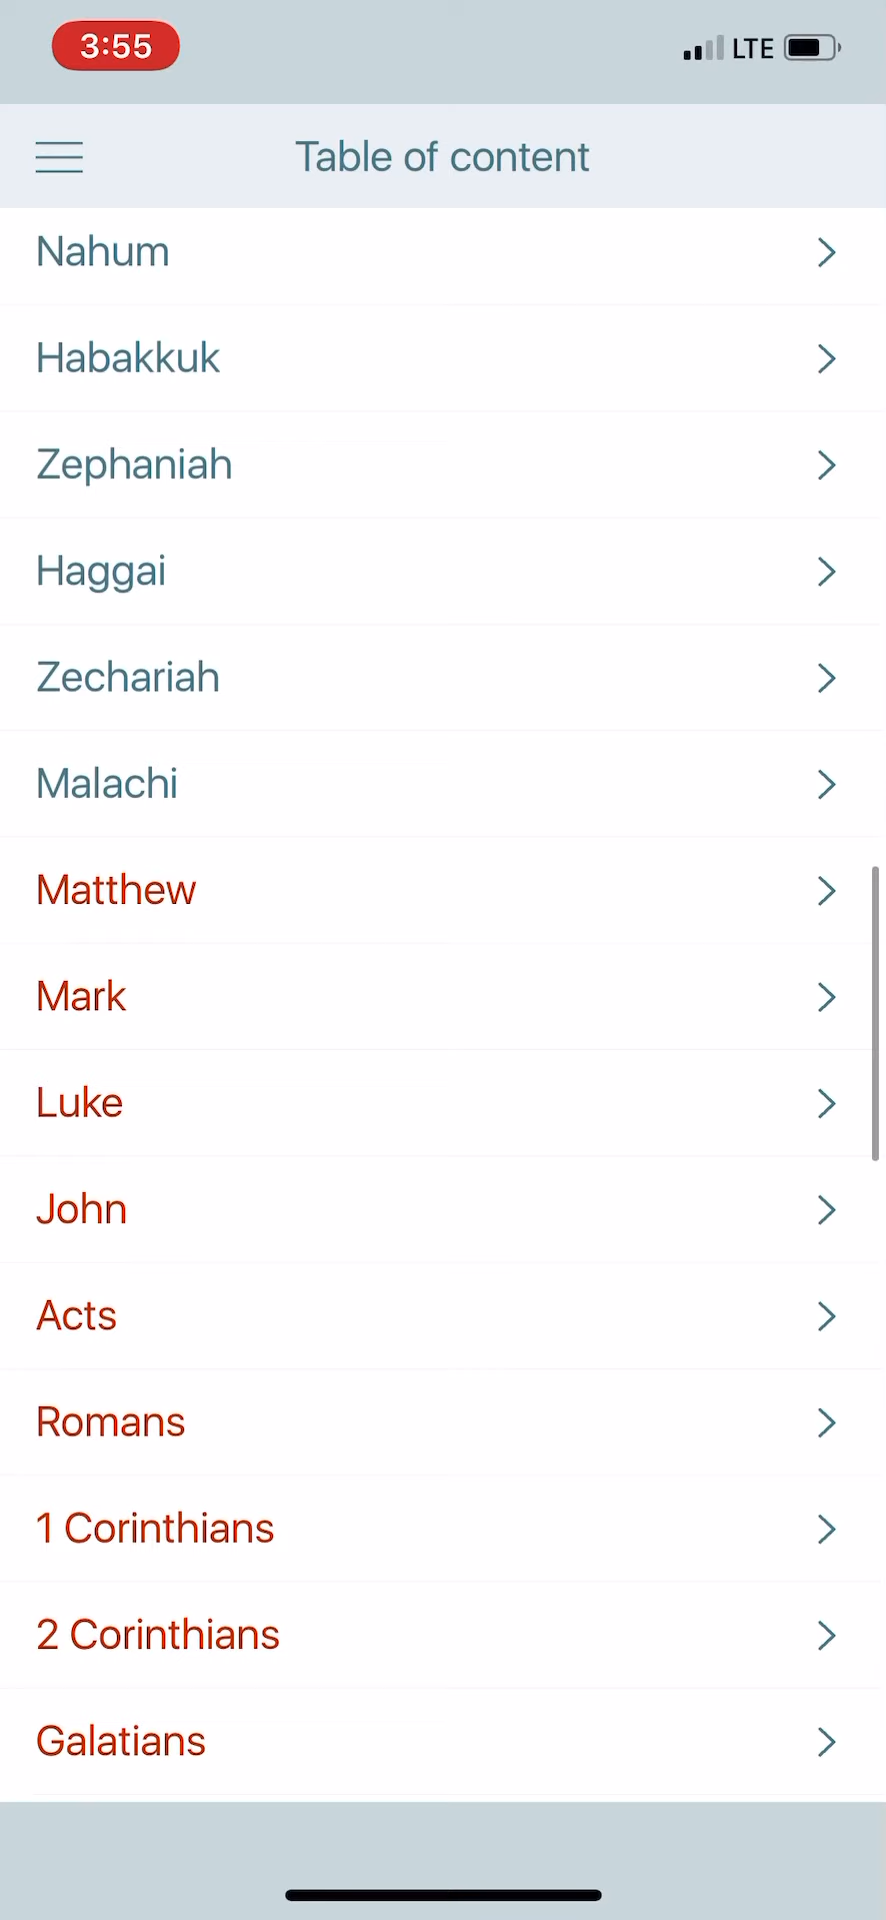 3:55
LTE
Table of content
Nahum
Habakkuk
Zephaniah
Haggai
Zechariah
Malachi
Matthew
Mark
Luke
John
Acts
Romans
1 Corinthians
2 Corinthians
Galatians